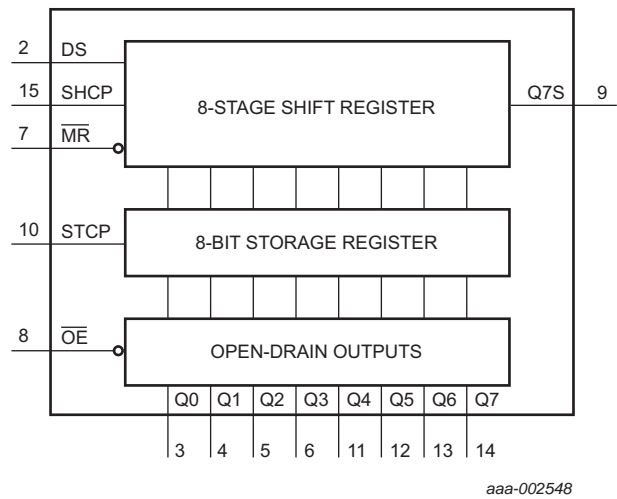 2 DS
15 SHCP
7 MR
8-STAGE SHIFT REGISTER
Q7S 9
10 STCP
8-BIT STORAGE REGISTER
8 OE
OPEN-DRAIN OUTPUTS
Q0 Q1 Q2 Q3 Q4 Q5 Q6 Q7
3 4 5 6 11 12 13 14
aaa-002548